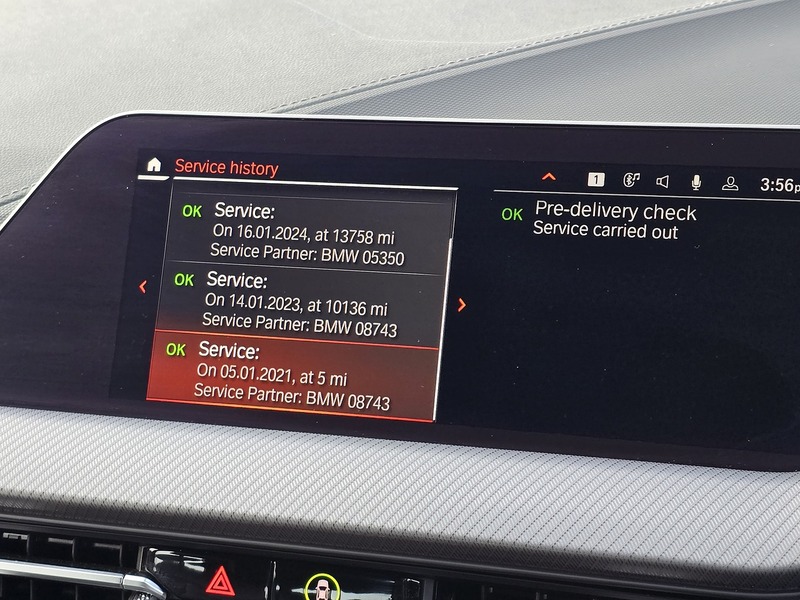 Service history
1
3:56p
OK Service:
On 16.01.2024, at 13758 mi
Service Partner: BMW 05350
OK Service:
On 14.01.2023, at 10136 mi
Service Partner: BMW 08743
OK Service:
On 05.01.2021, at 5 mi
Service Partner: BMW 08743
OK Pre-delivery check
Service carried out